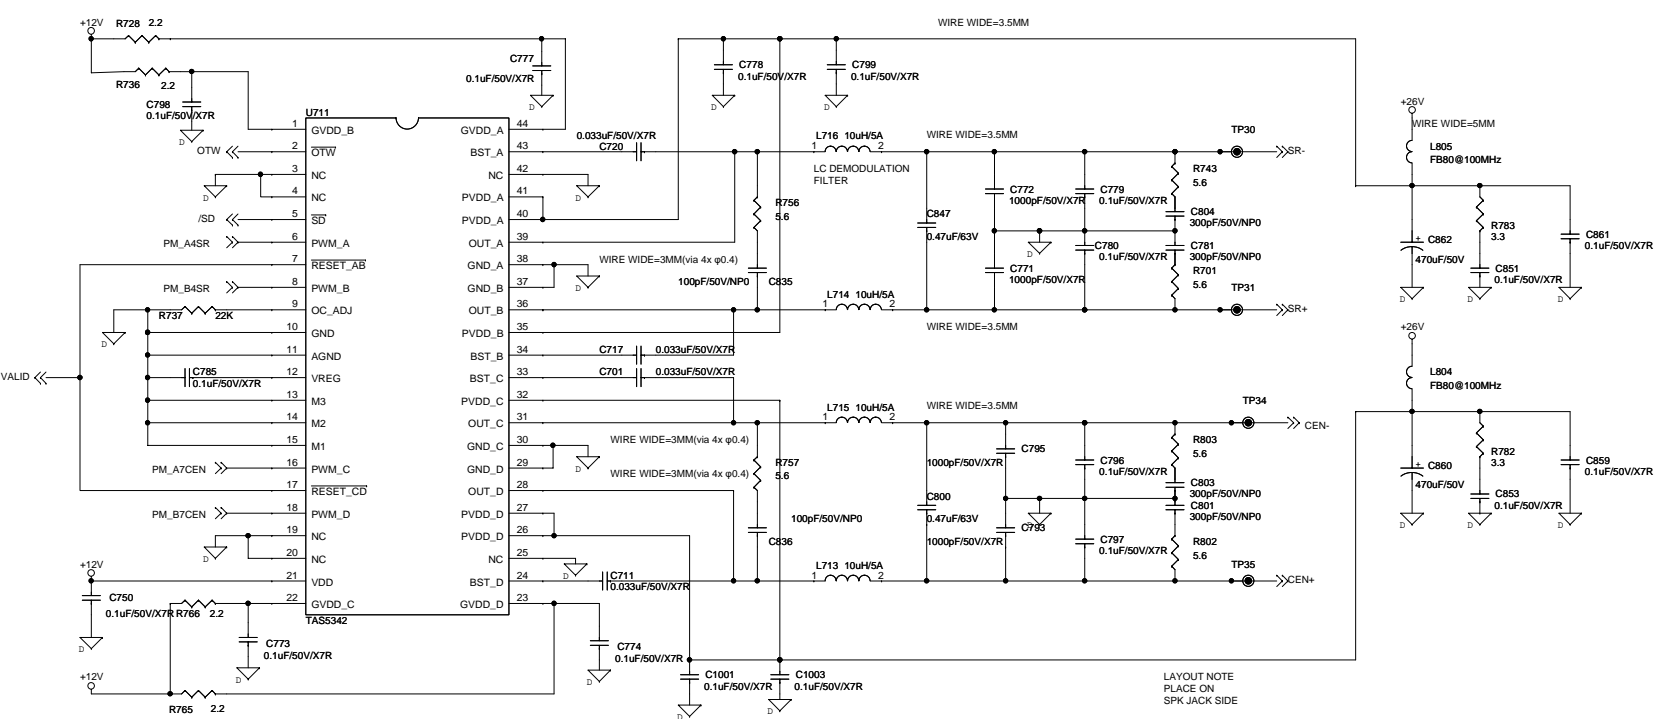 +12V
R728 2.2
R736 2.2
C798
0.1uF/50V/X7R
D
C777
0.1uF/50V/X7R
D
WIRE WIDE=3.5MM
C778
0.1uF/50V/X7R
D
C799
0.1uF/50V/X7R
D
U711
1 GVDD_B
2 OTW
3 NC
4 NC
5 SD
6 PWM_A
7 RESET_AB
8 PWM_B
9 OC_ADJ
10 GND
11 AGND
12 VREG
13 M3
14 M2
15 M1
16 PWM_C
17 RESET_CD
18 PWM_D
19 NC
20 NC
21 VDD
22 GVDD_C
GVDD_A 44
BST_A 43
NC 42
PVDD_A 41
PVDD_A 40
OUT_A 39
GND_A 38
GND_B 37
OUT_B 36
PVDD_B 35
BST_B 34
BST_C 33
PVDD_C 32
OUT_C 31
GND_C 30
GND_D 29
OUT_D 28
PVDD_D 27
PVDD_D 26
NC 25
BST_D 24
GVDD_D 23
TAS5342
OTW
D
/SD
PM_A4SR
PM_B4SR
R737 22K
D
VALID
C785
0.1uF/50V/X7R
PM_A7CEN
PM_B7CEN
D
+12V
C750
0.1uF/50V/X7R
D
R766 2.2
C773
0.1uF/50V/X7R
D
+12V
R765 2.2
0.033uF/50V/X7R
C720
D
WIRE WIDE=3MM(via 4x φ0.4)
D
C717 0.033uF/50V/X7R
C701 0.033uF/50V/X7R
WIRE WIDE=3MM(via 4x φ0.4)
D
WIRE WIDE=3MM(via 4x φ0.4)
D
C711
0.033uF/50V/X7R
C774
0.1uF/50V/X7R
D
C1001
0.1uF/50V/X7R
D
C1003
0.1uF/50V/X7R
D
L716 10uH/5A
1 2
LC DEMODULATION
FILTER
WIRE WIDE=3.5MM
R756
5.6
100pF/50V/NP0
C835
L714 10uH/5A
1 2
WIRE WIDE=3.5MM
C847
0.47uF/63V
C772
1000pF/50V/X7R
C771
1000pF/50V/X7R
D
C779
0.1uF/50V/X7R
C780
0.1uF/50V/X7R
R743
5.6
C804
300pF/50V/NP0
C781
300pF/50V/NP0
R701
5.6
TP30
SR-
TP31
SR+
L715 10uH/5A
1 2
WIRE WIDE=3.5MM
R757
5.6
100pF/50V/NP0
C836
L713 10uH/5A
1 2
C800
0.47uF/63V
C795
1000pF/50V/X7R
D
C793
1000pF/50V/X7R
C796
0.1uF/50V/X7R
C797
0.1uF/50V/X7R
R803
5.6
C803
300pF/50V/NP0
C801
300pF/50V/NP0
R802
5.6
TP34
CEN-
TP35
CEN+
+26V
WIRE WIDE=5MM
L805
FB80@100MHz
C862
470uF/50V
+
D
R783
3.3
C851
0.1uF/50V/X7R
D
C861
0.1uF/50V/X7R
D
+26V
L804
FB80@100MHz
C860
470uF/50V
+
D
R782
3.3
C853
0.1uF/50V/X7R
D
C859
0.1uF/50V/X7R
D
LAYOUT NOTE
PLACE ON
SPK JACK SIDE